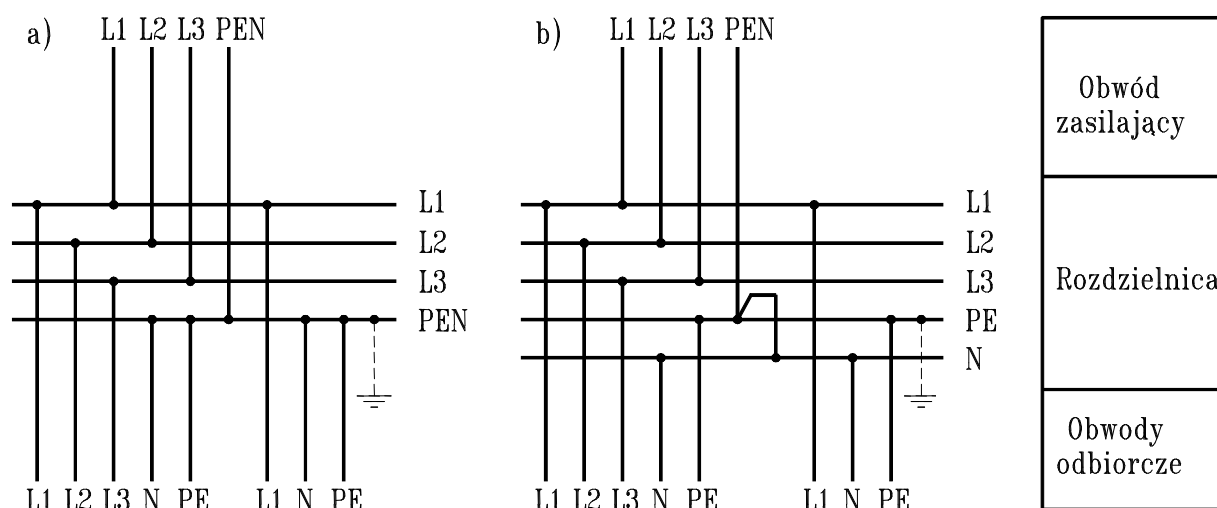 a)
L1 L2 L3 PEN
L1
L2
L3
PEN
L1 L2 L3 N PE L1 N PE
b)
L1 L2 L3 PEN
L1
L2
L3
PE
N
L1 L2 L3 N PE L1 N PE
Obwód
zasilający
Rozdzielnica
Obwody
odbiorcze